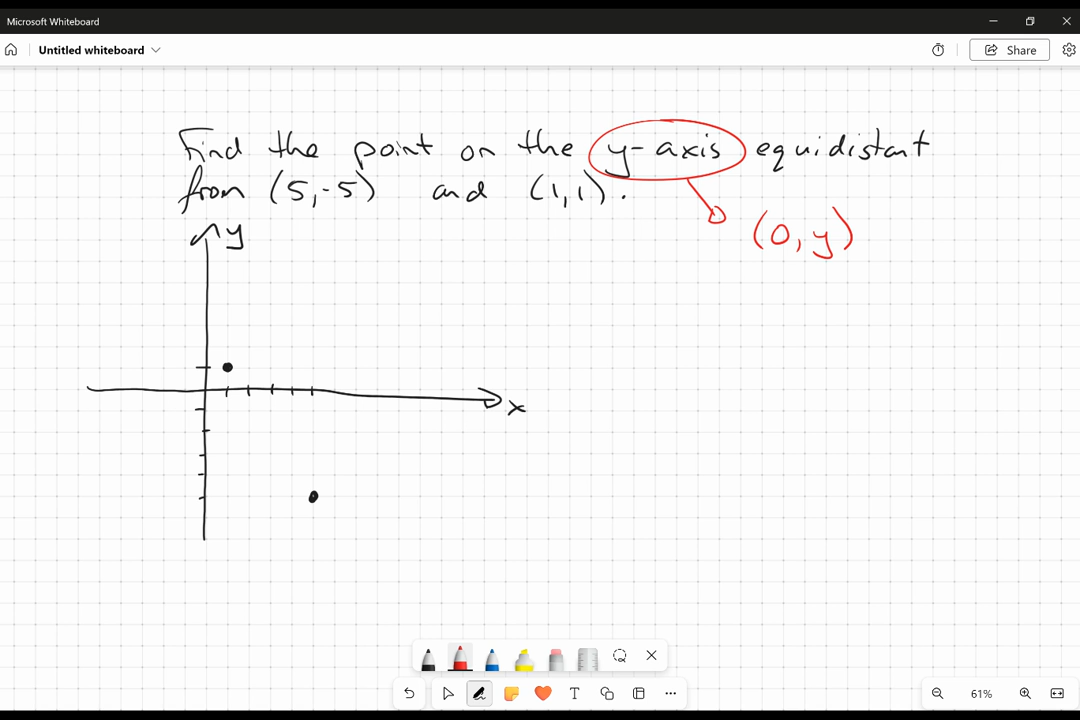 Microsoft Whiteboard
Untitled whiteboard
Share
Find the point on the y-axis equidistant
from (5,-5) and (1,1).
(0, y)
y
x
T
61%